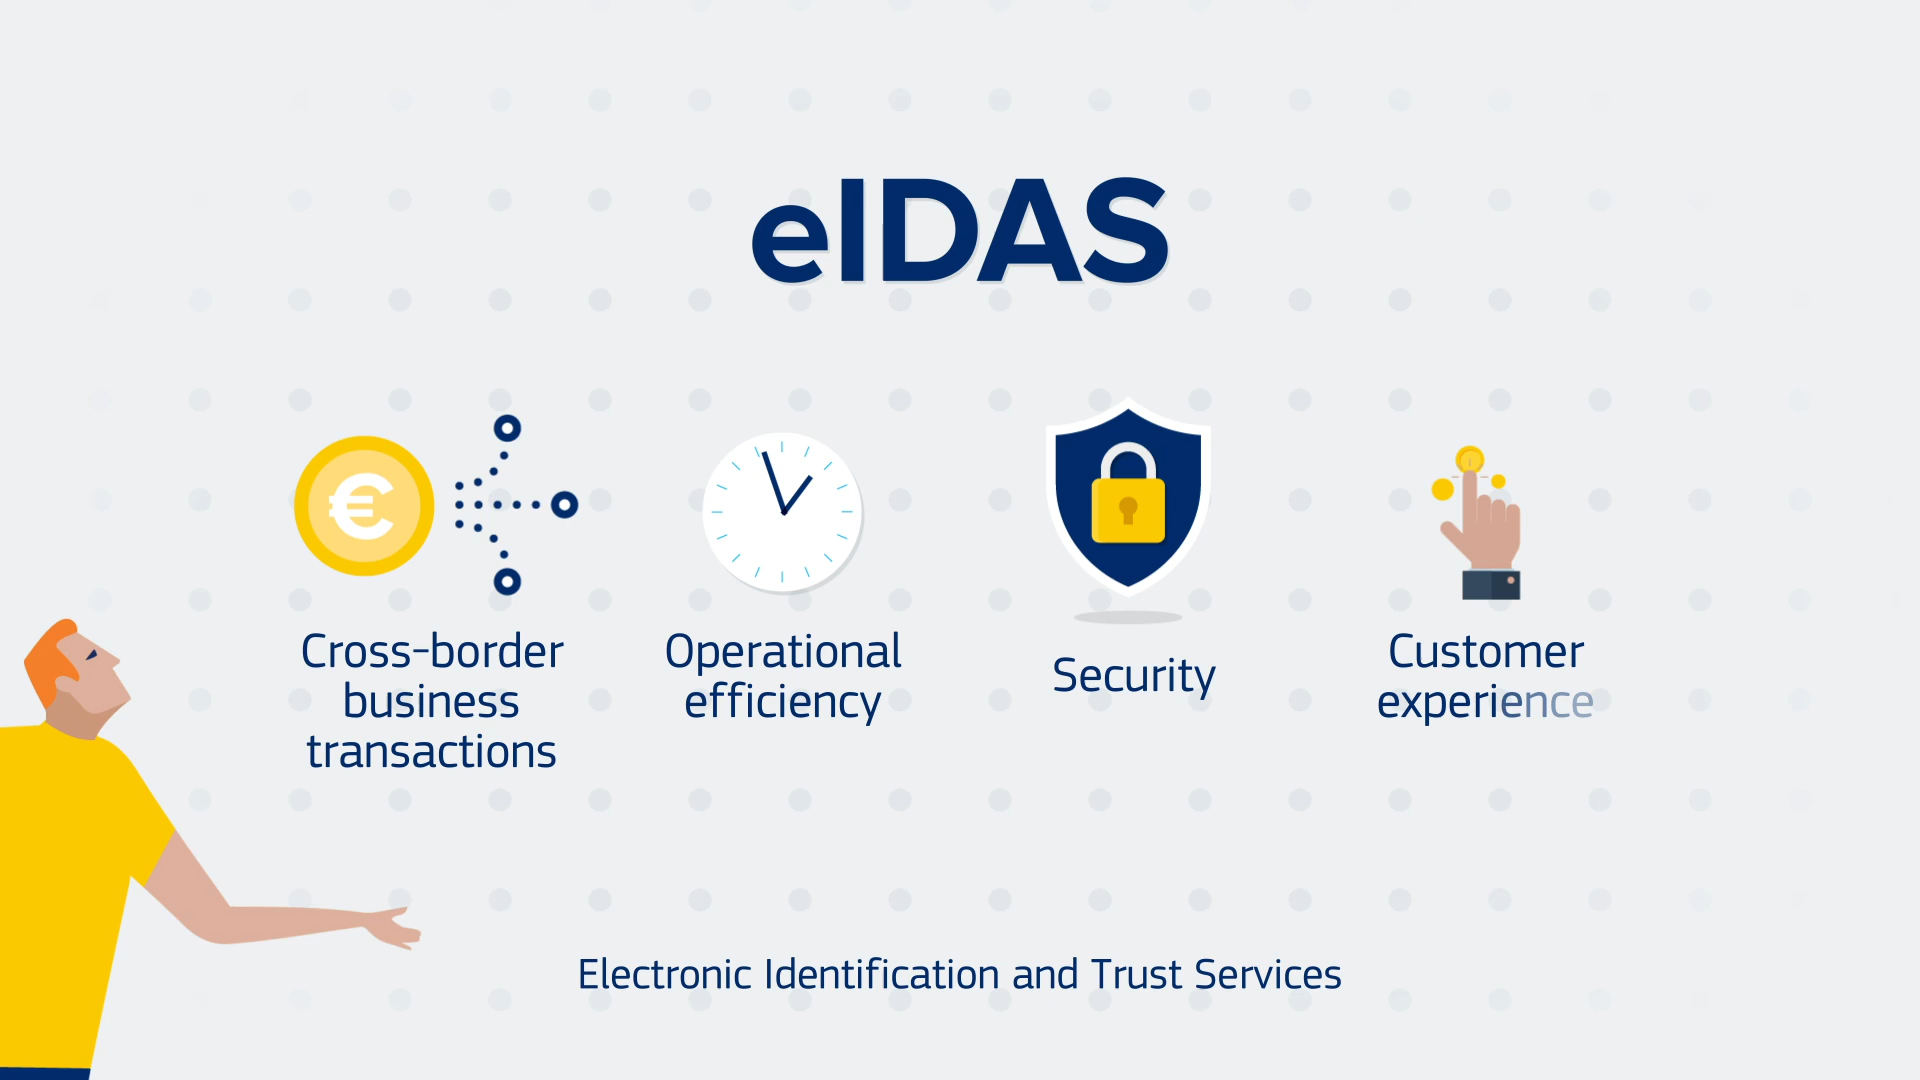 eIDAS
€
Cross-border
business
transactions
Operational
efficiency
Security
Customer
experience
Electronic Identification and Trust Services